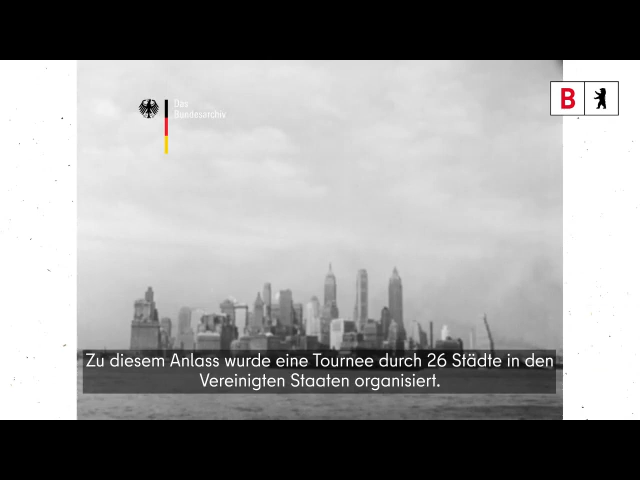 Das
Bundesarchiv
B
Zu diesem Anlass wurde eine Tournee durch 26 Städte in den
Vereinigten Staaten organisiert.